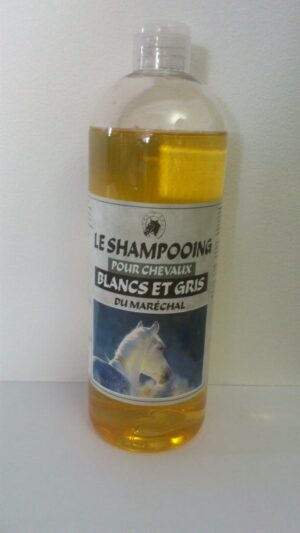 LE SHAMPOOING
POUR CHEVAUX
BLANCS ET GRIS
DU MARÉCHAL